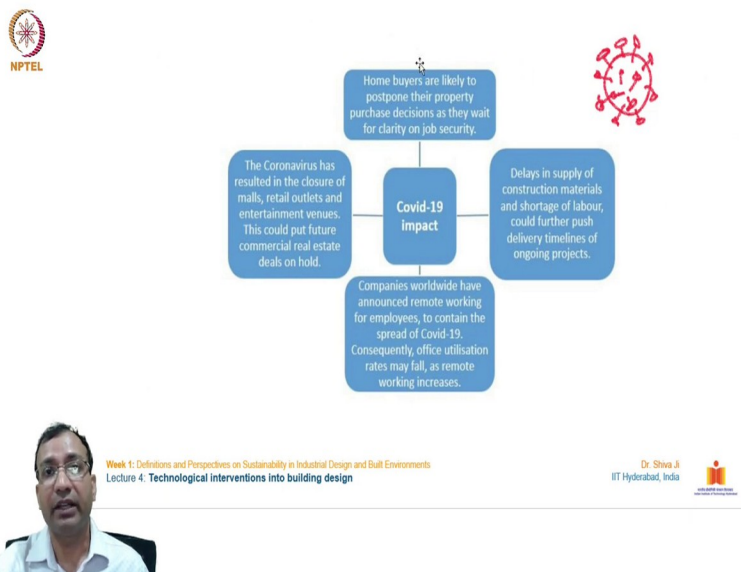 NPTEL
Home buyers are likely to
postpone their property
purchase decisions as they wait
for clarity on job security.
The Coronavirus has
resulted in the closure of
malls, retail outlets and
entertainment venues.
This could put future
commercial real estate
deals on hold.
Covid-19
impact
Delays in supply of
construction materials
and shortage of labour,
could further push
delivery timelines of
ongoing projects.
Companies worldwide have
announced remote working
for employees, to contain the
spread of Covid-19.
Consequently, office utilisation
rates may fall, as remote
working increases.
Week 1: Definitions and Perspectives on Sustainability in Industrial Design and Built Environments
Lecture 4: Technological interventions into building design
Dr. Shiva Ji
IIT Hyderabad, India